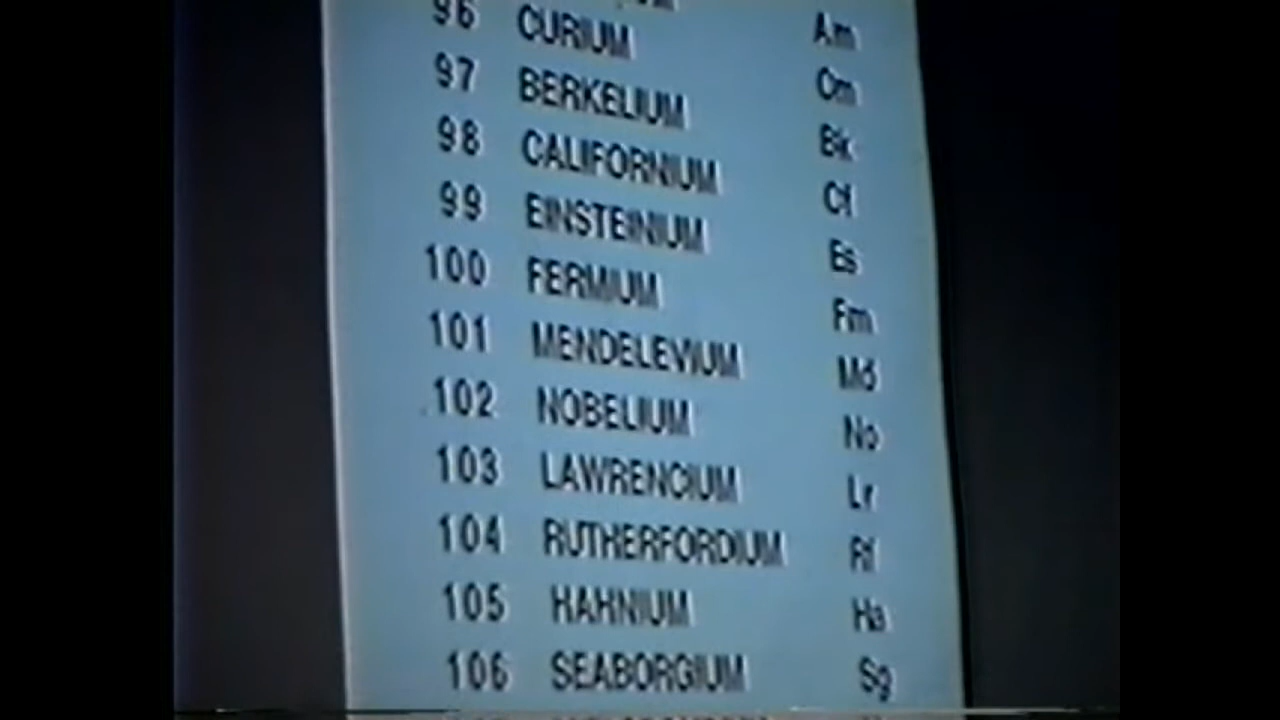 96 CURIUM Am
97 BERKELIUM Cm
98 CALIFORNIUM Bk
99 EINSTEINIUM Cf
100 FERMIUM Es
101 MENDELEVIUM Fm
102 NOBELIUM Md
103 LAWRENCIUM No
104 RUTHERFORDIUM Lr
105 HAHNIUM Rf
106 SEABORGIUM Ha
Sg